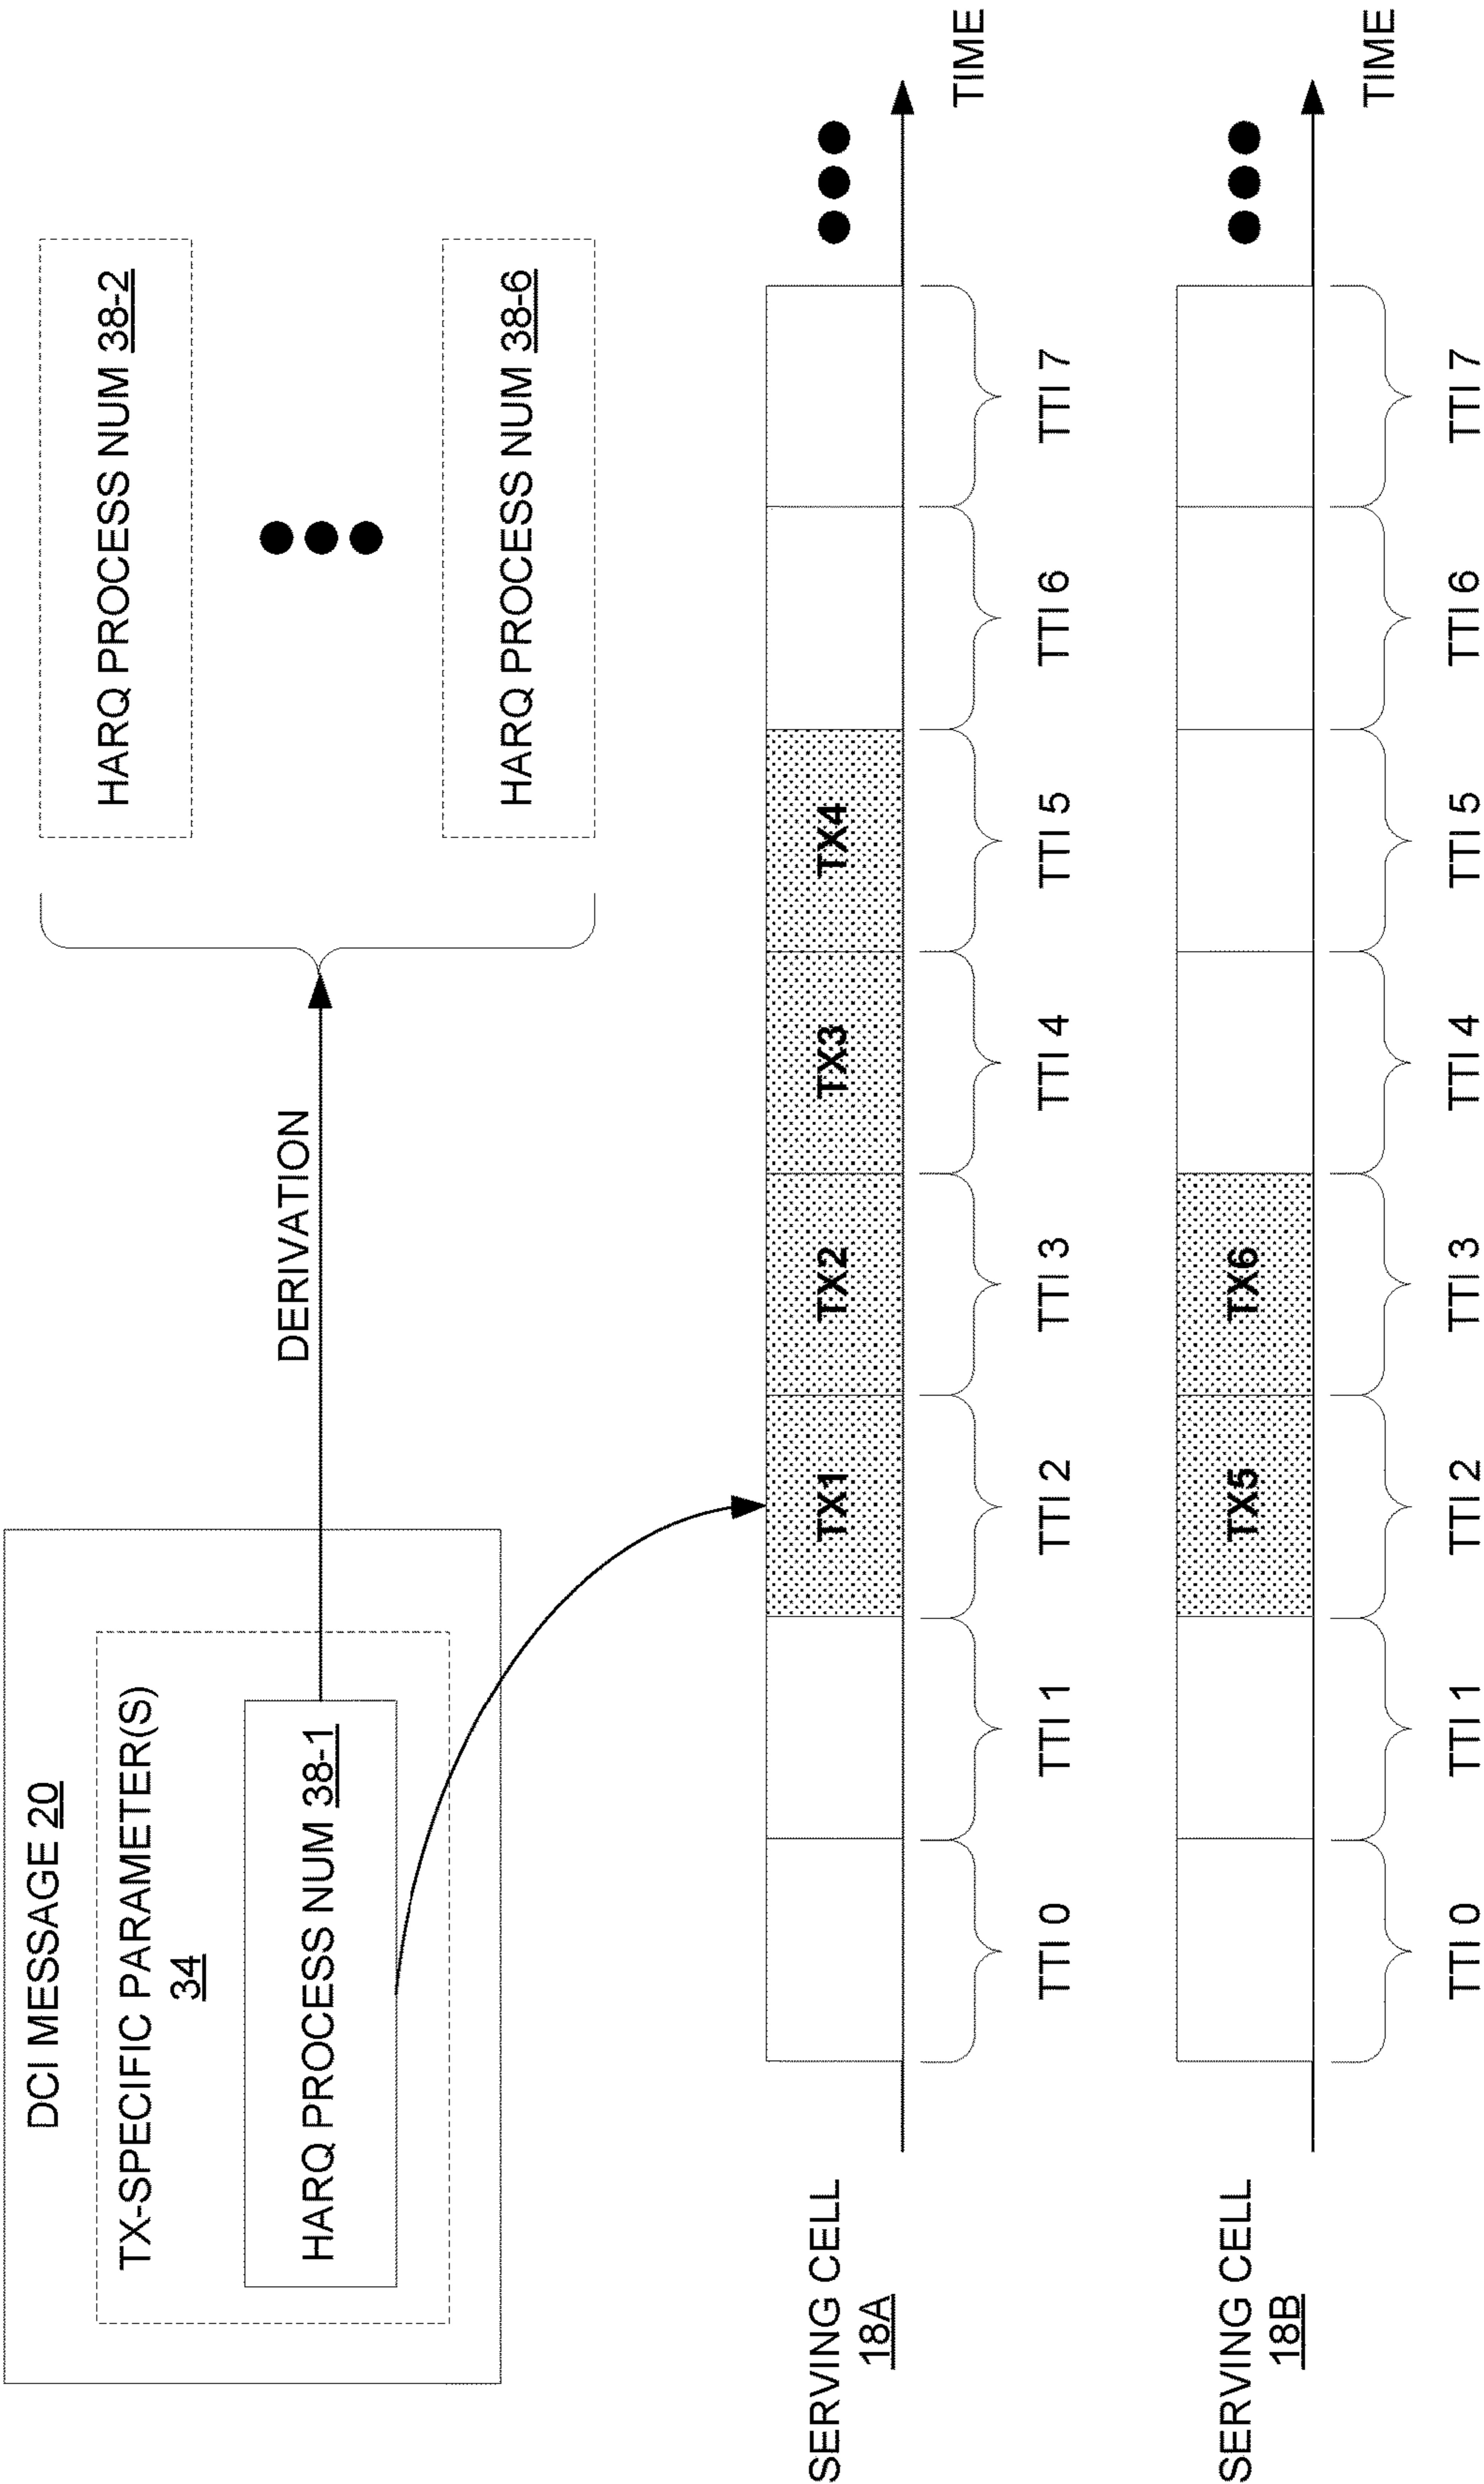 DCI MESSAGE 20
TX-SPECIFIC PARAMETER(S)
34
HARQ PROCESS NUM 38-1
DERIVATION
HARQ PROCESS NUM 38-2
HARQ PROCESS NUM 38-6
SERVING CELL
18A
TX1
TX2
TX3
TX4
TIME
TTI 0
TTI 1
TTI 2
TTI 3
TTI 4
TTI 5
TTI 6
TTI 7
SERVING CELL
18B
TX5
TX6
TIME
TTI 0
TTI 1
TTI 2
TTI 3
TTI 4
TTI 5
TTI 6
TTI 7